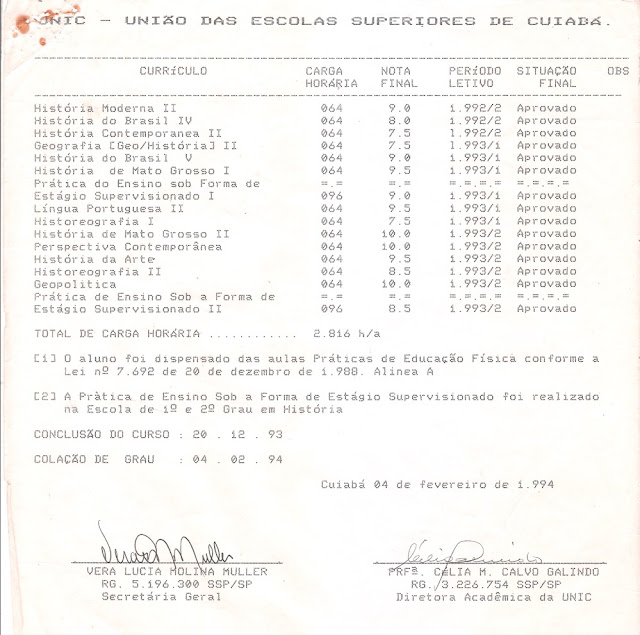 UNIC - UNIÃO DAS ESCOLAS SUPERIORES DE CUIABÁ.
CURRíCULO CARGA NOTA PERíODO SITUAÇÃO OBS
HORÁRIA FINAL LETIVO FINAL
História Moderna II 064 9.0 1.992/2 Aprovado
História do Brasil IV 064 8.0 1.992/2 Aprovado
História Contemporanea II 064 7.5 1.992/2 Aprovado
Geografia [Geo/História] II 064 7.5 1.993/1 Aprovado
História do Brasil V 064 9.0 1.993/1 Aprovado
História de Mato Grosso I 064 9.5 1.993/1 Aprovado
Prática do Ensino sob Forma de =.= =.= =.=.=.= =.=.=.=
Estágio Supervisionado I 096 9.0 1.993/1 Aprovado
Língua Portuguesa II 064 9.5 1.993/1 Aprovado
Historeografia I 064 7.5 1.993/1 Aprovado
História de Mato Grosso II 064 10.0 1.993/2 Aprovado
Perspectiva Contemporânea 064 10.0 1.993/2 Aprovado
História da Arte 064 9.5 1.993/2 Aprovado
Historeografia II 064 8.5 1.993/2 Aprovado
Geopolitica 064 10.0 1.993/2 Aprovado
Prática de Ensino Sob a Forma de =.= =.= =.=.=.= =.=.=.=
Estágio Supervisionado II 096 8.5 1.993/2 Aprovado
TOTAL DE CARGA HORÁRIA ............ 2.816 h/a
[1] O aluno foi dispensado das aulas Práticas de Educação Física conforme a
Lei nº 7.692 de 20 de dezembro de 1.988. Alinea A
[2] A Pràtica de Ensino Sob a Forma de Estágio Supervisionado foi realizado
na Escola de 1º e 2º Grau em História
CONCLUSÃO DO CURSO : 20 . 12 . 93
COLAÇÃO DE GRAU : 04 . 02 . 94
Cuiabá 04 de fevereiro de 1.994
VERA LUCIA MOLINA MULLER PRFª. CÉLIA M. CALVO GALINDO
RG. 5.196.300 SSP/SP RG. 3.226.754 SSP/SP
Secretária Geral Diretora Acadêmica da UNIC